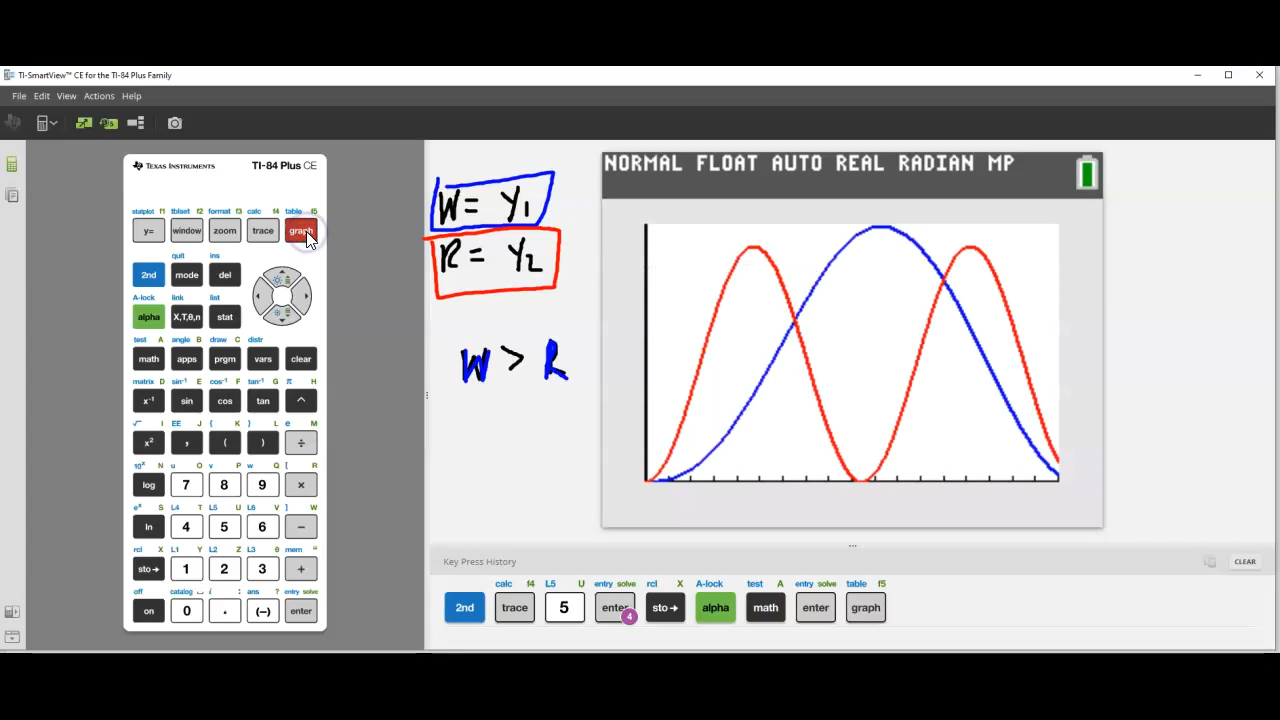 TI-SmartView™ CE for the TI-84 Plus Family
File Edit View Actions Help
TEXAS INSTRUMENTS TI-84 Plus CE
statplot f1 tblset f2 format f3 calc f4 table f5
y= window zoom trace graph
quit ins
2nd mode del
A-lock link list
alpha X,T,θ,n stat
test A angle B draw C distr
math apps prgm vars clear
matrix D sin⁻¹ E cos⁻¹ F tan⁻¹ G π H
x⁻¹ sin cos tan ^
√ I EE J { K } L e M
x² , ( ) ÷
10ˣ N u O v P w Q [ R
log 7 8 9 ×
eˣ S L4 T L5 U L6 V ] W
ln 4 5 6 −
rcl X L1 Y L2 Z L3 θ mem "
sto→ 1 2 3 +
off catalog ⎵ i : ans ? entry solve
on 0 . (−) enter
W = Y₁
R = Y₂
W > R
NORMAL FLOAT AUTO REAL RADIAN MP
Key Press History
CLEAR
calc f4 L5 U entry solve rcl X A-lock test A entry solve table f5
2nd trace 5 enter sto→ alpha math enter graph
4